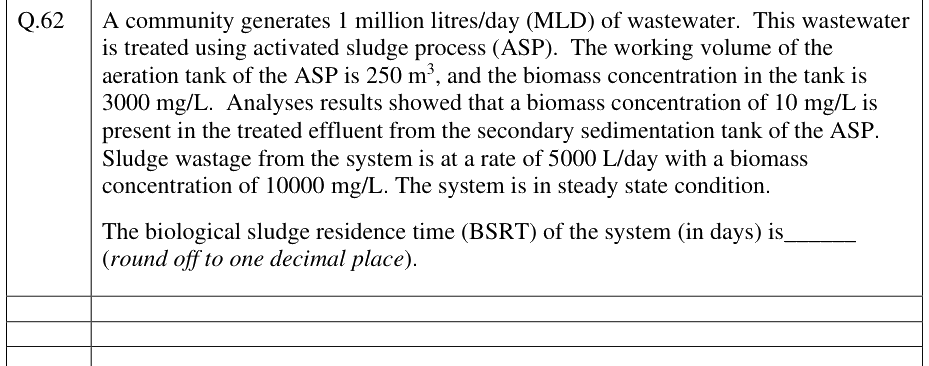 Q.62
A community generates 1 million litres/day (MLD) of wastewater. This wastewater
is treated using activated sludge process (ASP). The working volume of the
aeration tank of the ASP is 250 m³, and the biomass concentration in the tank is
3000 mg/L. Analyses results showed that a biomass concentration of 10 mg/L is
present in the treated effluent from the secondary sedimentation tank of the ASP.
Sludge wastage from the system is at a rate of 5000 L/day with a biomass
concentration of 10000 mg/L. The system is in steady state condition.
The biological sludge residence time (BSRT) of the system (in days) is______
(round off to one decimal place).